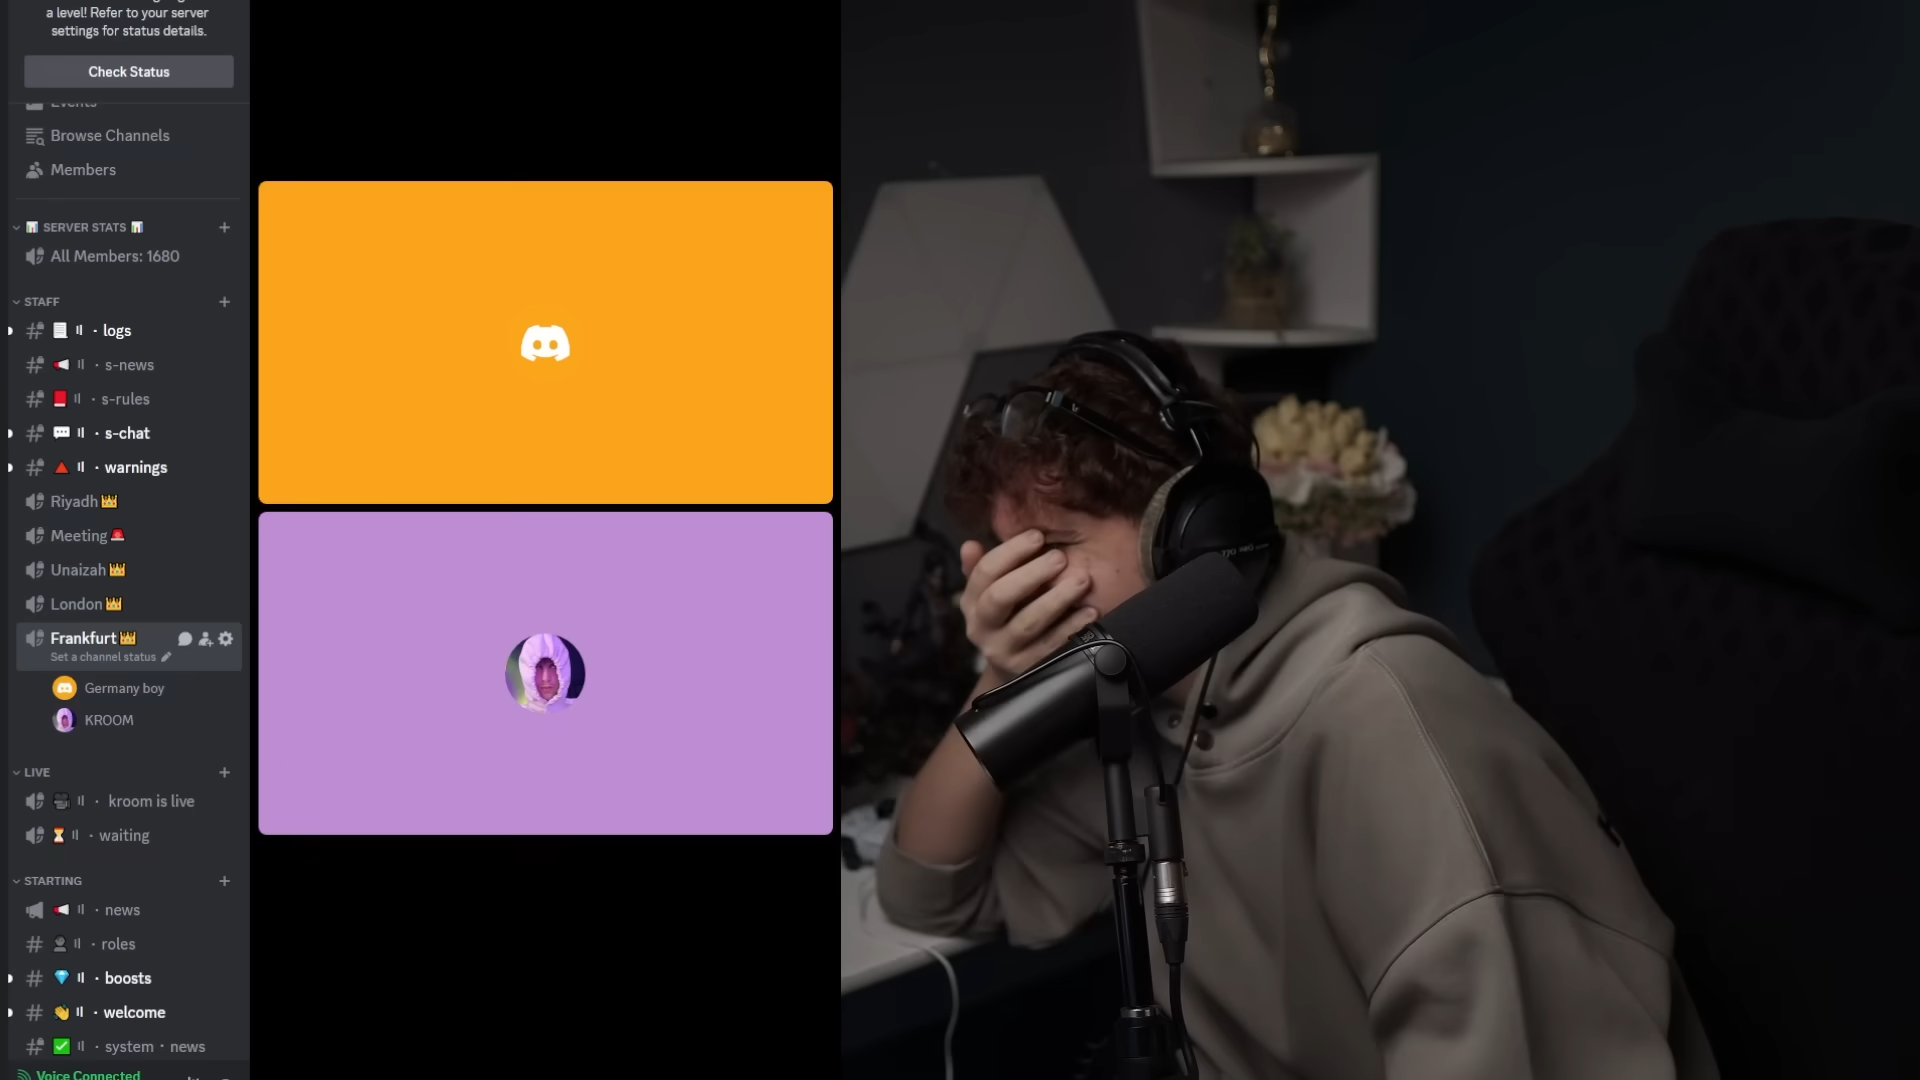 a level! Refer to your server
settings for status details.
Check Status
Events
Browse Channels
Members
SERVER STATS
All Members: 1680
STAFF
logs
s-news
s-rules
s-chat
warnings
Riyadh
Meeting
Unaizah
London
Frankfurt
Set a channel status
Germany boy
KROOM
LIVE
kroom is live
waiting
STARTING
news
roles
boosts
welcome
system · news
Voice Connected